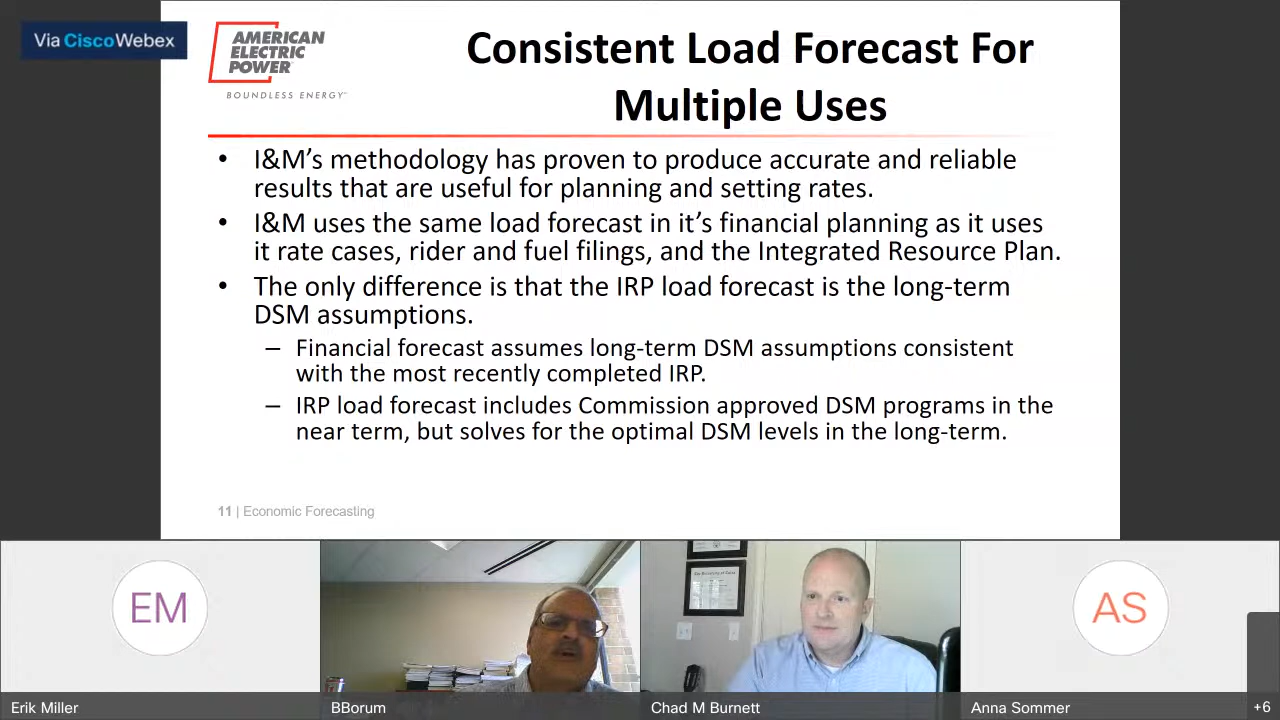 Via Cisco Webex
AMERICAN
ELECTRIC
POWER
BOUNDLESS ENERGY
Consistent Load Forecast For
Multiple Uses
• I&M’s methodology has proven to produce accurate and reliable
results that are useful for planning and setting rates.
• I&M uses the same load forecast in it’s financial planning as it uses
it rate cases, rider and fuel filings, and the Integrated Resource Plan.
• The only difference is that the IRP load forecast is the long-term
DSM assumptions.
– Financial forecast assumes long-term DSM assumptions consistent
with the most recently completed IRP.
– IRP load forecast includes Commission approved DSM programs in the
near term, but solves for the optimal DSM levels in the long-term.
11 | Economic Forecasting
EM
AS
Erik Miller
BBorum
Chad M Burnett
Anna Sommer
+6